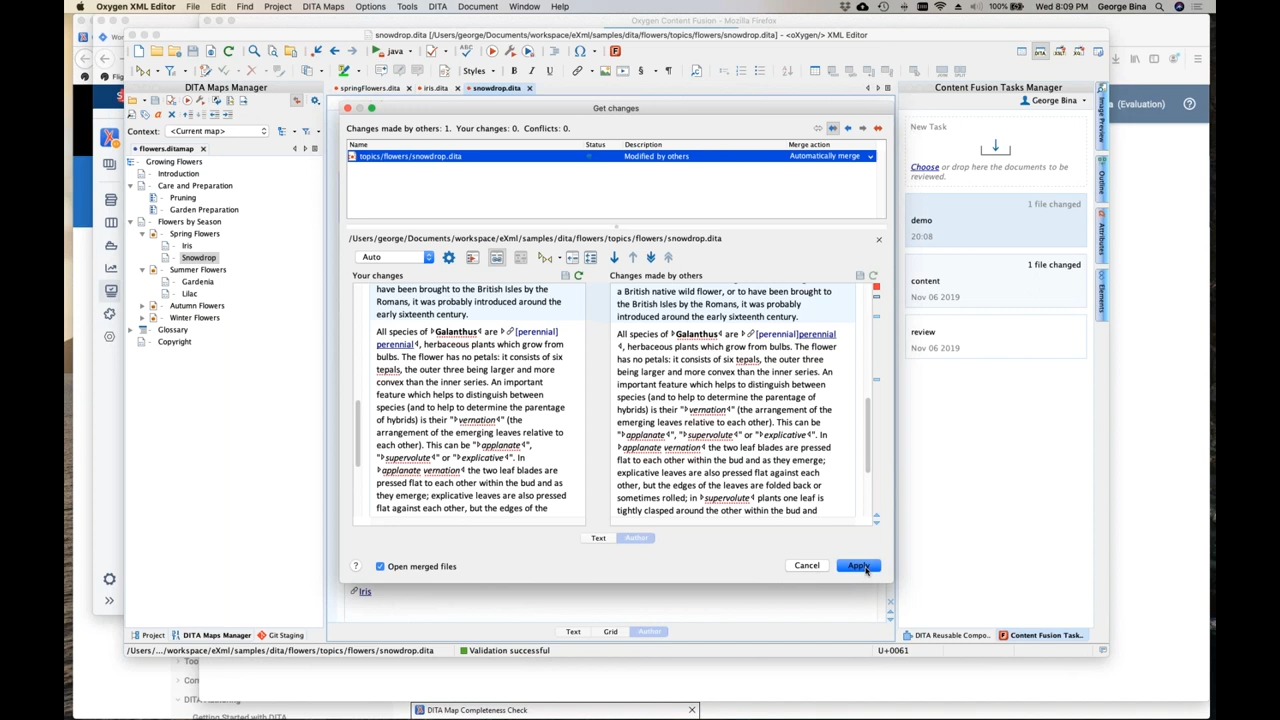 Oxygen XML Editor File Edit Find Project DITA Maps Options Tools DITA Document Window Help 100% Wed 8:09 PM George Bina
Oxygen Content Fusion - Mozilla Firefox
snowdrop.dita [/Users/george/Documents/workspace/eXml/samples/dita/flowers/topics/flowers/snowdrop.dita] - <oXygen/> XML Editor
java
Styles B I U
DITA Maps Manager
springFlowers.dita iris.dita snowdrop.dita
Content Fusion Tasks Manager
George Bina
Context: <Current map>
flowers.ditamap
Growing Flowers
Introduction
Care and Preparation
Pruning
Garden Preparation
Flowers by Season
Spring Flowers
Iris
Snowdrop
Summer Flowers
Gardenia
Lilac
Autumn Flowers
Winter Flowers
Glossary
Copyright
Get changes
Changes made by others: 1. Your changes: 0. Conflicts: 0.
Name Status Description Merge action
topics/flowers/snowdrop.dita Modified by others Automatically merge
/Users/george/Documents/workspace/eXml/samples/dita/flowers/topics/flowers/snowdrop.dita
Auto
Your changes
have been brought to the British Isles by the
Romans, it was probably introduced around the
early sixteenth century.
All species of Galanthus are [perennial]
perennial, herbaceous plants which grow from
bulbs. The flower has no petals: it consists of six
tepals, the outer three being larger and more
convex than the inner series. An important
feature which helps to distinguish between
species (and to help to determine the parentage
of hybrids) is their "vernation" (the
arrangement of the emerging leaves relative to
each other). This can be "applanate",
"supervolute" or "explicative". In
applanate vernation the two leaf blades are
pressed flat to each other within the bud and as
they emerge; explicative leaves are also pressed
flat against each other, but the edges of the
Changes made by others
a British native wild flower, or to have been brought to
the British Isles by the Romans, it was probably
introduced around the early sixteenth century.
All species of Galanthus are [perennial]perennial
, herbaceous plants which grow from bulbs. The flower
has no petals: it consists of six tepals, the outer three
being larger and more convex than the inner series. An
important feature which helps to distinguish between
species (and to help to determine the parentage of
hybrids) is their "vernation" (the arrangement of the
emerging leaves relative to each other). This can be
"applanate", "supervolute" or "explicative". In
applanate vernation the two leaf blades are pressed
flat to each other within the bud and as they emerge;
explicative leaves are also pressed flat against each
other, but the edges of the leaves are folded back or
sometimes rolled; in supervolute plants one leaf is
tightly clasped around the other within the bud and
Text Author
? Open merged files Cancel Apply
Iris
Text Grid Author
New Task
Choose or drop here the documents to be
reviewed.
1 file changed
demo
20:08
1 file changed
content
Nov 06 2019
review
Nov 06 2019
Image Preview
Outline
Attributes
Elements
(Evaluation)
Project DITA Maps Manager Git Staging
DITA Reusable Compo... Content Fusion Task..
/Users/.../workspace/eXml/samples/dita/flowers/topics/flowers/snowdrop.dita Validation successful U+0061
DITA Authoring
Getting Started with DITA
DITA Map Completeness Check